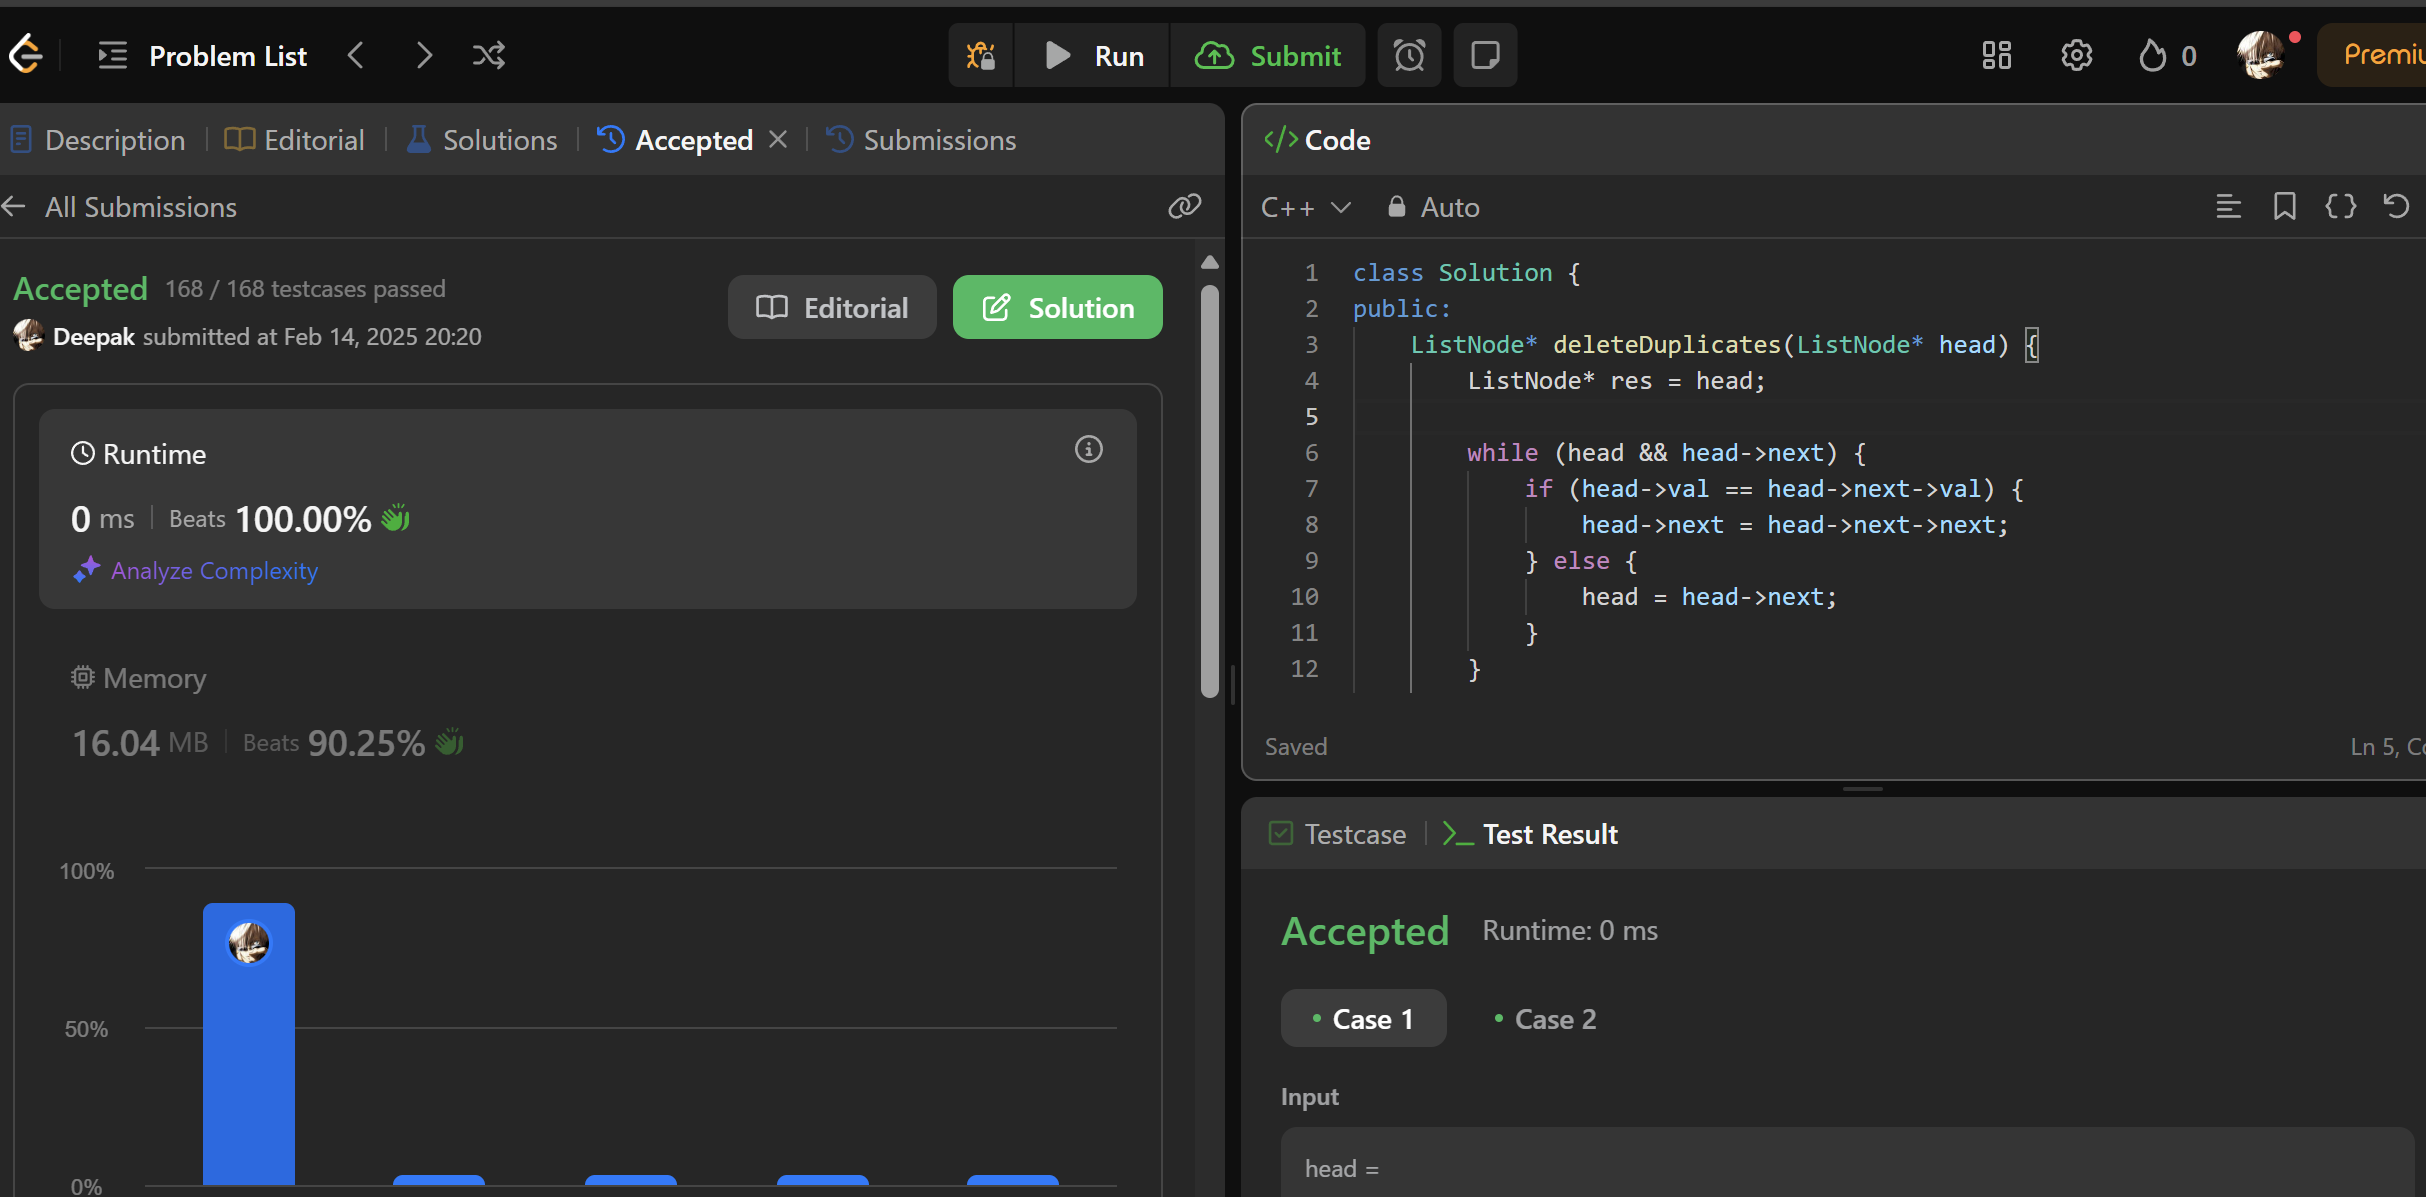 Problem List
Run
Submit
0
Premiu
Description
Editorial
Solutions
Accepted
Submissions
All Submissions
Accepted 168 / 168 testcases passed
Deepak submitted at Feb 14, 2025 20:20
Editorial
Solution
Runtime
0 ms Beats 100.00%
Analyze Complexity
Memory
16.04 MB Beats 90.25%
100%
50%
0%
</> Code
C++
Auto
1 class Solution {
2 public:
3 ListNode* deleteDuplicates(ListNode* head) {
4 ListNode* res = head;
5
6 while (head && head->next) {
7 if (head->val == head->next->val) {
8 head->next = head->next->next;
9 } else {
10 head = head->next;
11 }
12 }
Saved
Ln 5, Co
Testcase
>_ Test Result
Accepted Runtime: 0 ms
• Case 1
• Case 2
Input
head =